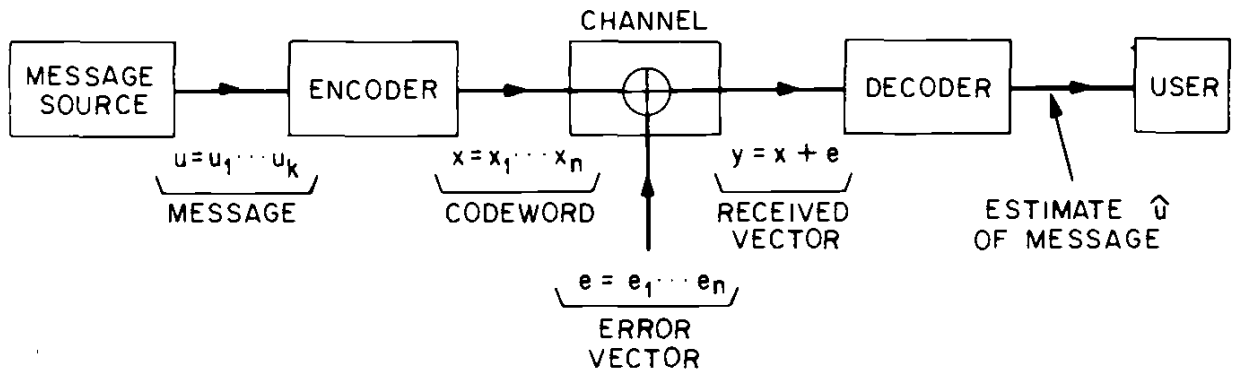 CHANNEL
MESSAGE
SOURCE
ENCODER
DECODER
USER
u = u₁ ··· uₖ
MESSAGE
x = x₁ ··· xₙ
CODEWORD
y = x + e
RECEIVED
VECTOR
ESTIMATE û
OF MESSAGE
e = e₁ ··· eₙ
ERROR
VECTOR